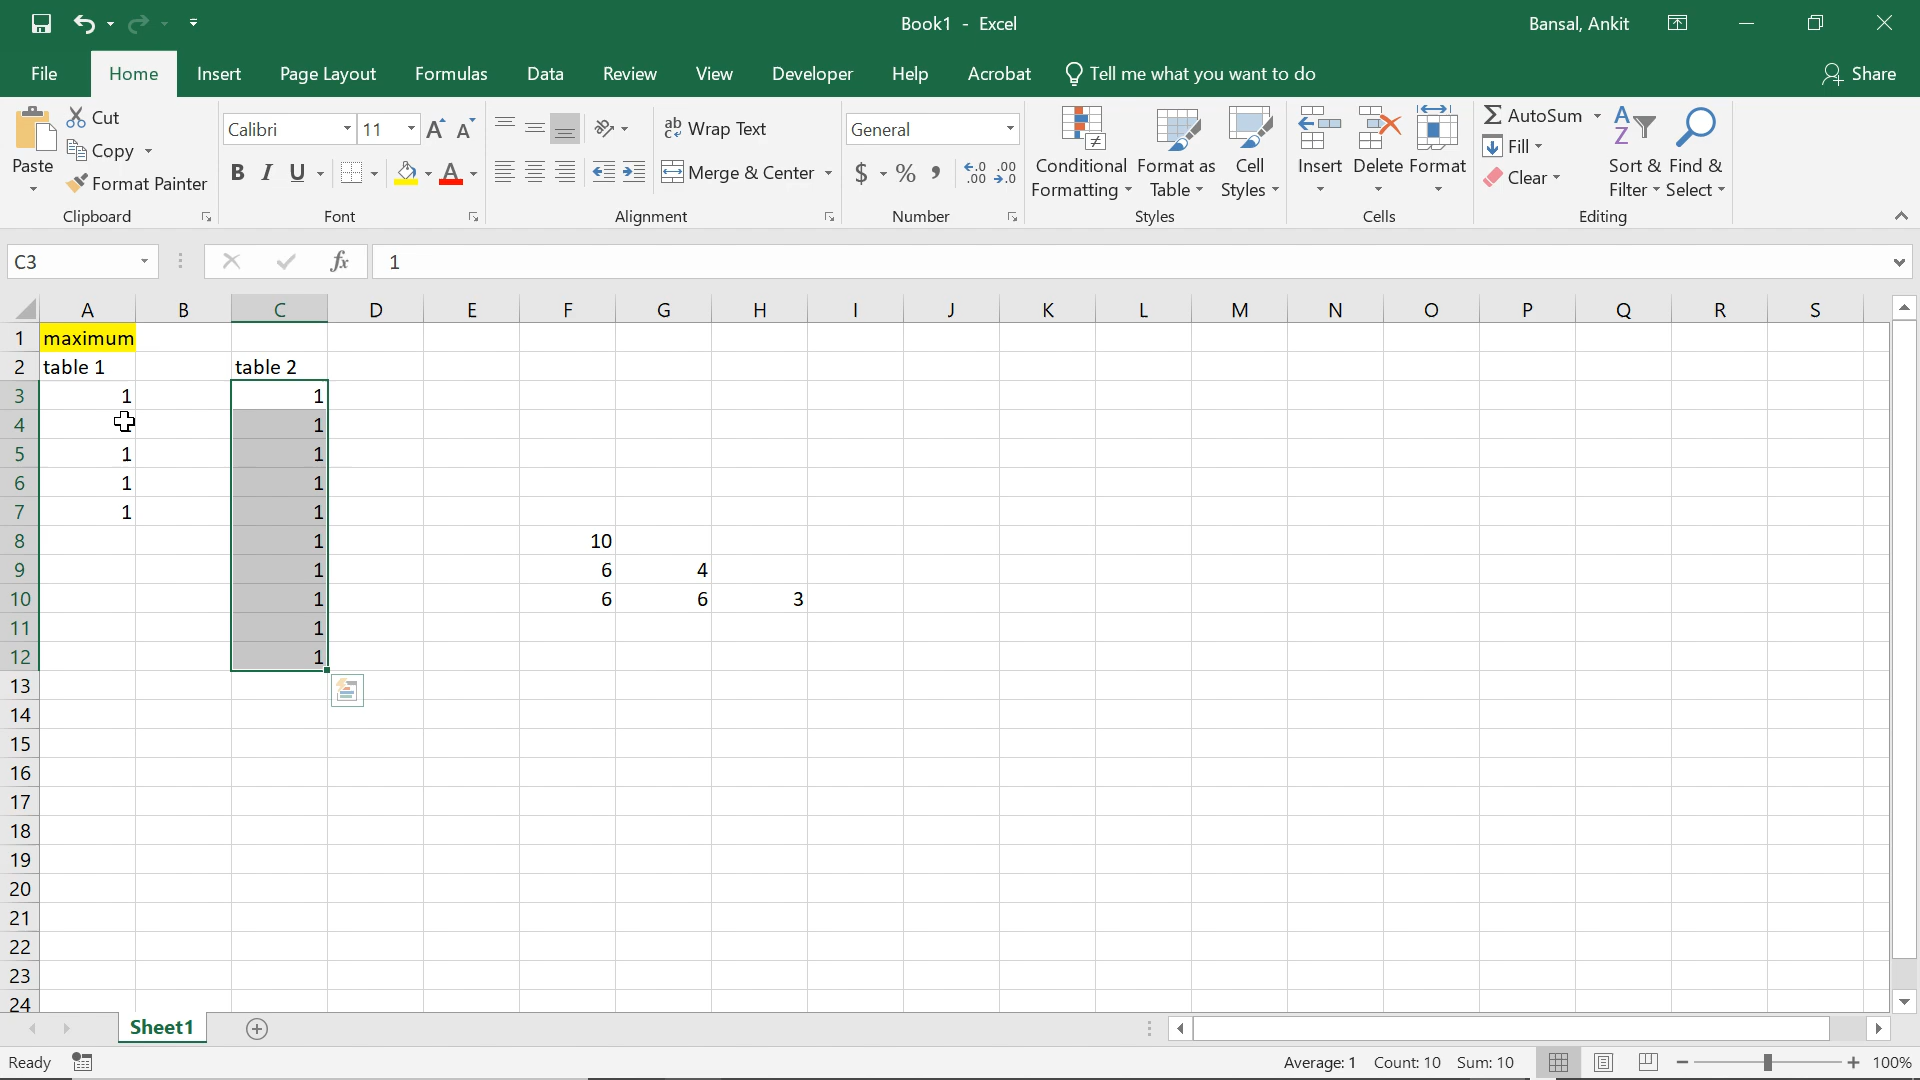 Book1 - Excel
Bansal, Ankit
File Home Insert Page Layout Formulas Data Review View Developer Help Acrobat Tell me what you want to do Share
Paste
Cut
Copy
Format Painter
Clipboard
Calibri 11
A A
B I U A
Font
ab Wrap Text
Merge & Center
Alignment
General
$ % , .0 .00 .00 .0
Number
Conditional Formatting
Format as Table
Cell Styles
Styles
Insert Delete Format
Cells
AutoSum
Fill
Clear
Sort & Filter
Find & Select
Editing
C3 fx 1
A B C D E F G H I J K L M N O P Q R S
1 maximum
2 table 1 table 2
3 1 1
4 1
5 1 1
6 1 1
7 1 1
8 1 10
9 1 6 4
10 1 6 6 3
11 1
12 1
13
14
15
16
17
18
19
20
21
22
23
24
Sheet1
Ready Average: 1 Count: 10 Sum: 10 100%